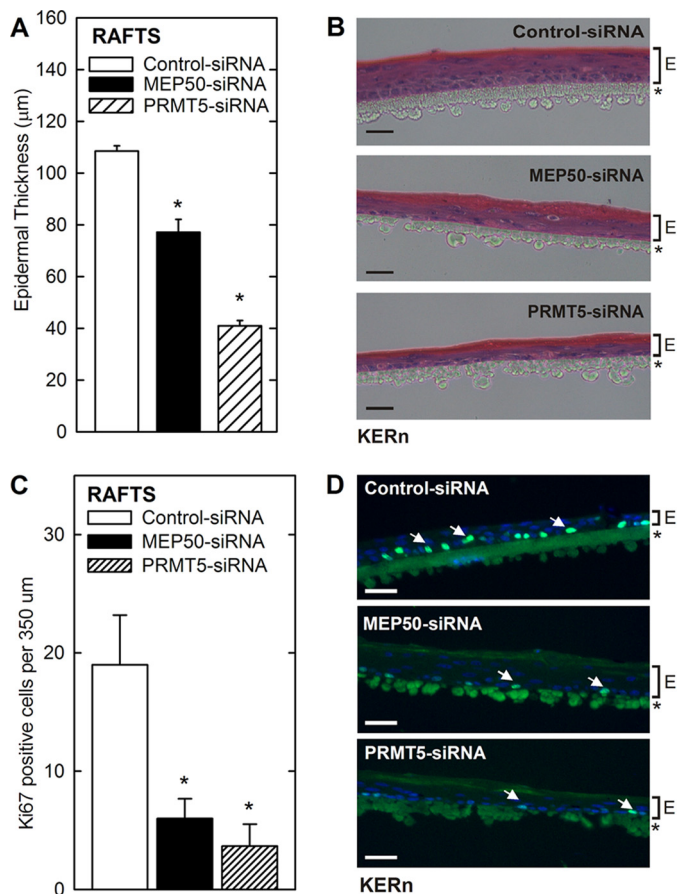 A
RAFTS
Control-siRNA
MEP50-siRNA
PRMT5-siRNA
Epidermal Thickness (µm)
160
140
120
100
80
60
40
20
0
*
*
B
Control-siRNA
E
*
MEP50-siRNA
E
*
PRMT5-siRNA
E
*
KERn
C
RAFTS
Control-siRNA
MEP50-siRNA
PRMT5-siRNA
Ki67 positive cells per 350 um
30
20
10
0
*
*
D
Control-siRNA
E
*
MEP50-siRNA
E
*
PRMT5-siRNA
E
*
KERn